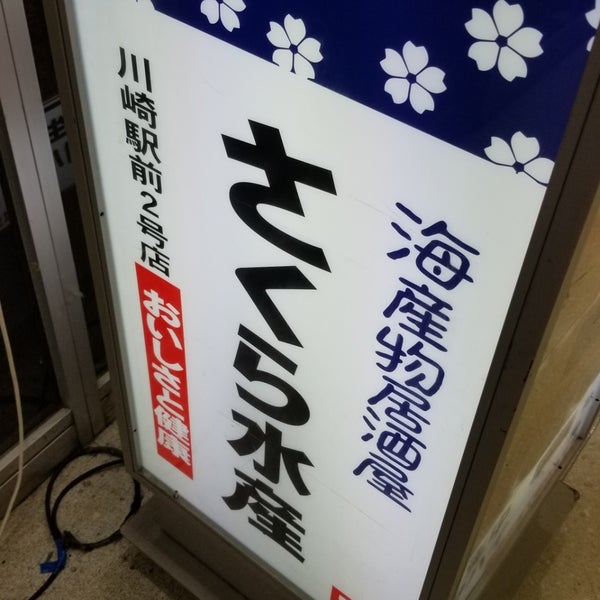 海産物居酒屋
さくら水産
川崎駅前2号店
おいしさと健康